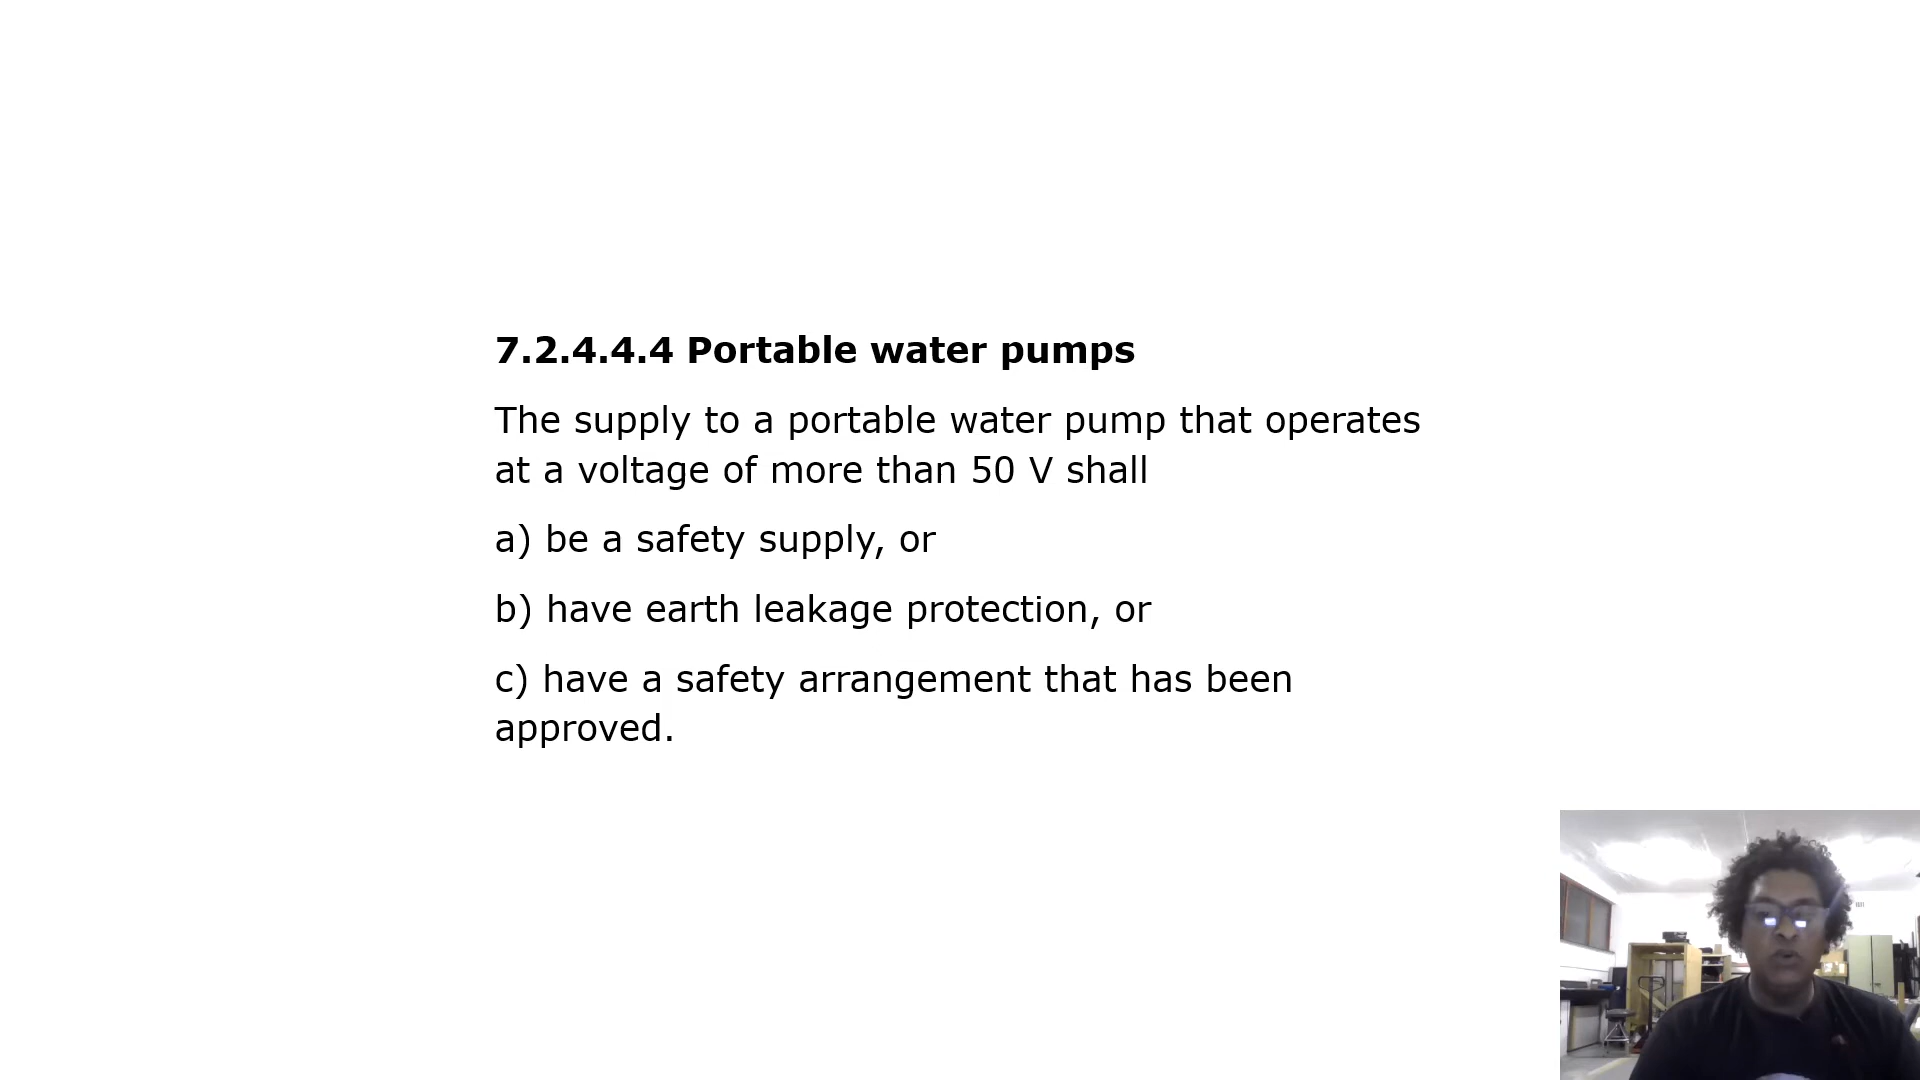 7.2.4.4.4 Portable water pumps
The supply to a portable water pump that operates
at a voltage of more than 50 V shall
a) be a safety supply, or
b) have earth leakage protection, or
c) have a safety arrangement that has been
approved.